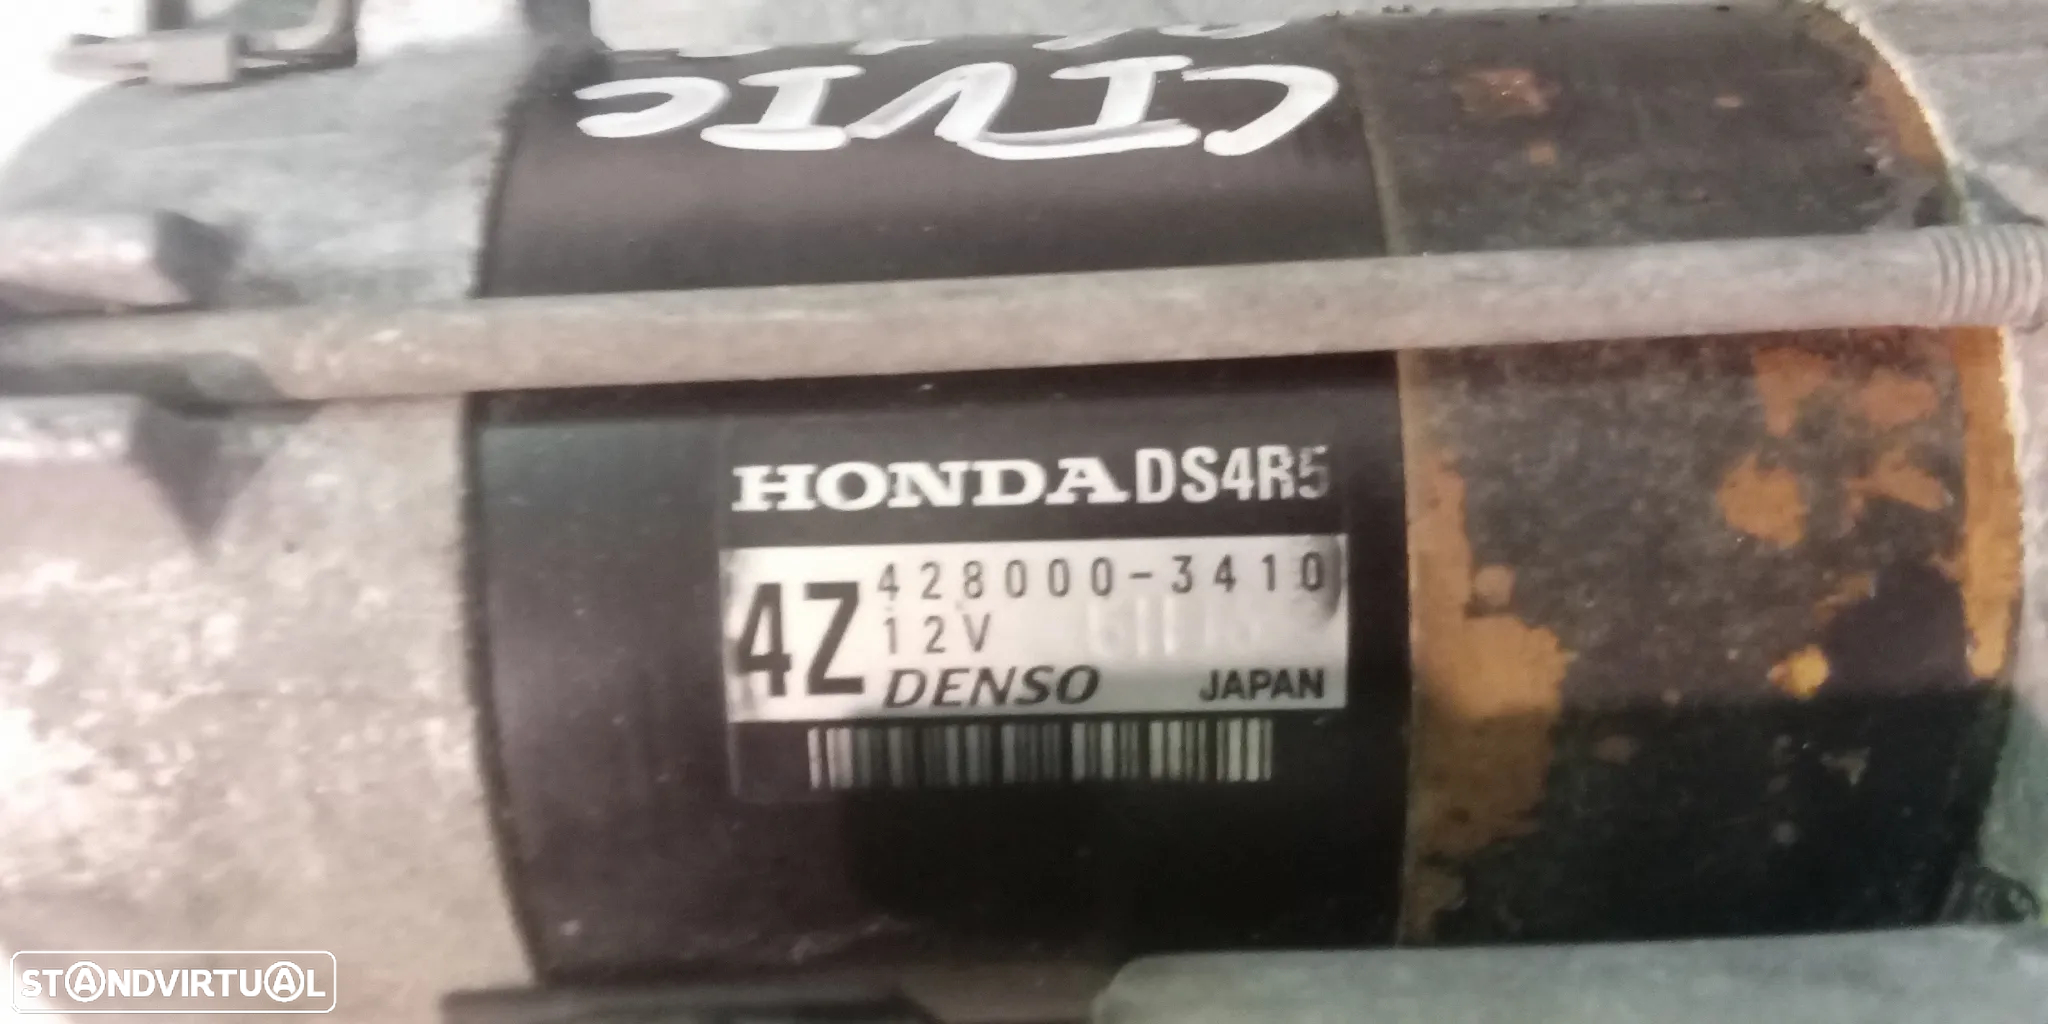 CIVIC
HONDA DS4R5
4Z 428000-3410
12V
DENSO JAPAN
STANDVIRTUAL